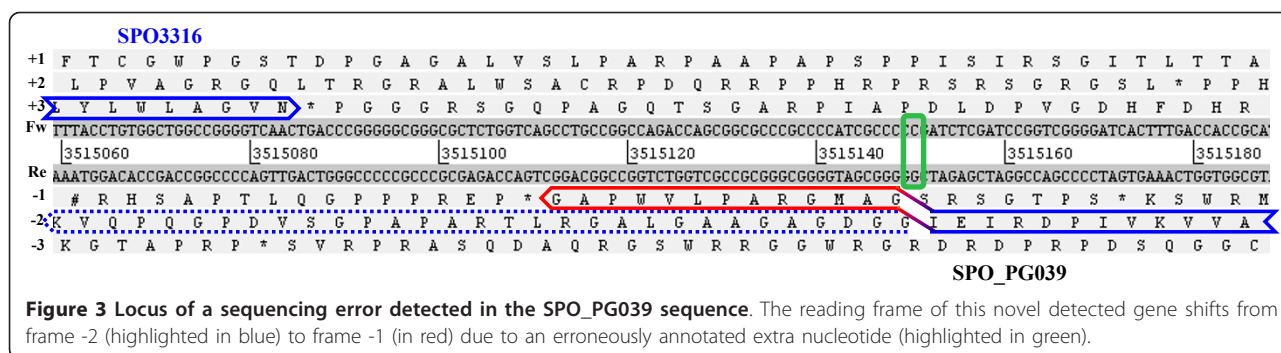 SPO3316
+1 F T C G W P G S T D P G A G A L V S L P A R P A A P A P S P P I S I R S G I T L T T A
+2 L P V A G R G Q L T R G R A L W S A C R P D Q R R P P H R P R S R S G R G S L * P P H
+3 L Y L W L A G V N * P G G G R S G Q P A G Q T S G A R P I A P D L D P V G D H F D H R
Fw TTTACCTGTGGCTGGCCGGGGTCAACTGACCCGGGGGCGGGCGCTCTGGTCAGCCTGCCGGCCAGACCAGCGGCGCCCGCCCCATCGCCCCCGATCTCGATCCGGTCGGGGATCACTTTGACCACCGCA
3515060 3515080 3515100 3515120 3515140 3515160 3515180
Re AAATGGACACCGACCGGCCCCAGTTGACTGGGCCCCCGCCCGCGAGACCAGTCGGACGGCCGGTCTGGTCGCCGCGGGCGGGGTAGCGGGGGCTAGAGCTAGGCCAGCCCCTAGTGAAACTGGTGGCGT
-1 # R H S A P T L Q G P P P R E P * G A P W V L P A R G M A G S R S G T P S * K S W R M
-2 K V Q P Q G P D V S G P A P A R T L R G A L G A A G A G D G G I E I R D P I V K V V A
-3 K G T A P R P * S V R P R A S Q D A Q R G S W R R G W R G R D R D P R P D S Q G G C
SPO_PG039
Figure 3 Locus of a sequencing error detected in the SPO_PG039 sequence. The reading frame of this novel detected gene shifts from
frame -2 (highlighted in blue) to frame -1 (in red) due to an erroneously annotated extra nucleotide (highlighted in green).